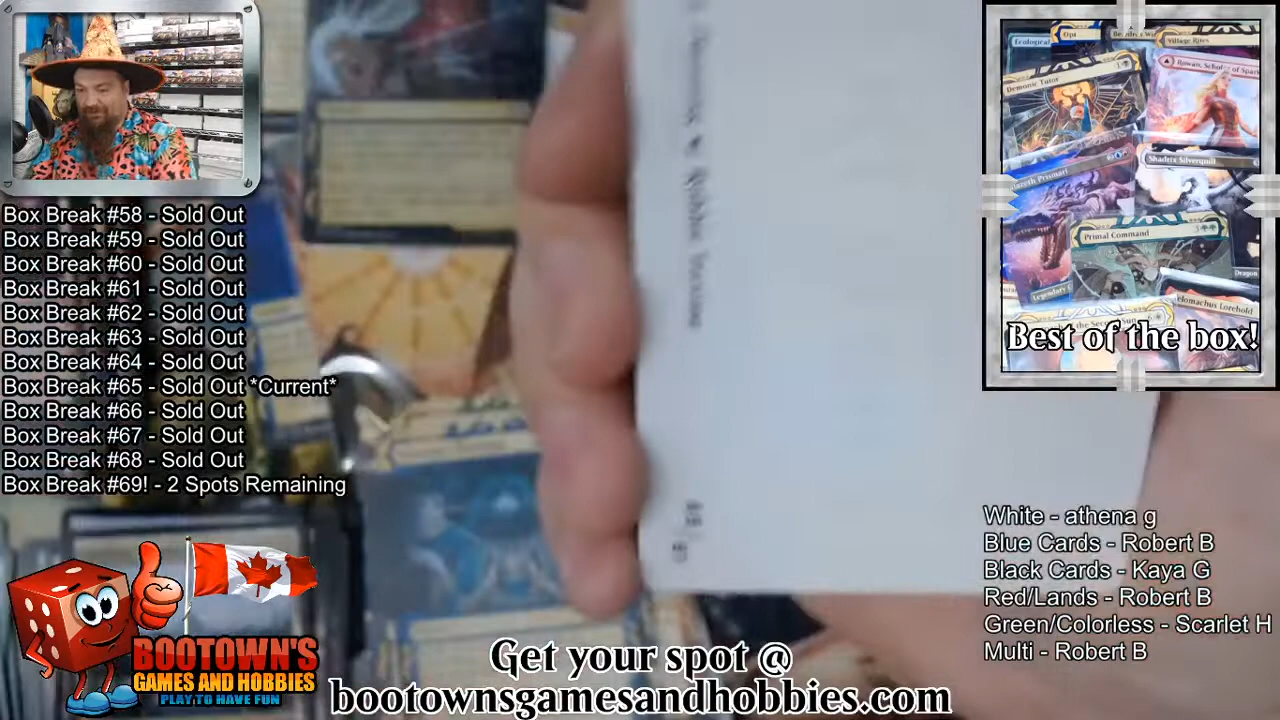 Box Break #58 - Sold Out
Box Break #59 - Sold Out
Box Break #60 - Sold Out
Box Break #61 - Sold Out
Box Break #62 - Sold Out
Box Break #63 - Sold Out
Box Break #64 - Sold Out
Box Break #65 - Sold Out *Current*
Box Break #66 - Sold Out
Box Break #67 - Sold Out
Box Break #68 - Sold Out
Box Break #69! - 2 Spots Remaining
BOOTOWN'S
GAMES AND HOBBIES
PLAY TO HAVE FUN
Opt
Village Rites
Demonic Tutor
Shadrix Silverquill
Primal Command
Best of the box!
White - athena g
Blue Cards - Robert B
Black Cards - Kaya G
Red/Lands - Robert B
Green/Colorless - Scarlet H
Multi - Robert B
Get your spot @
bootownsgamesandhobbies.com